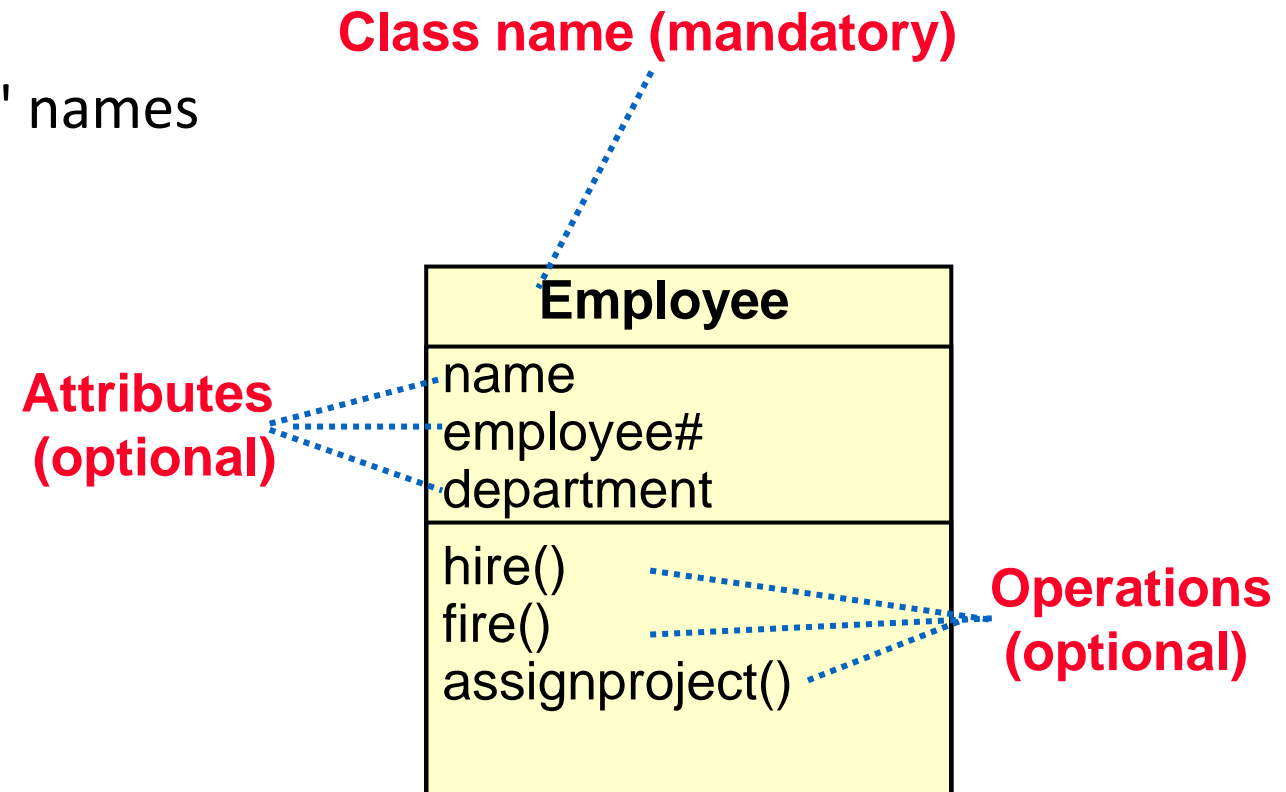 Class name (mandatory)
' names
Employee
Attributes
(optional)
name
employee#
department
hire()
fire()
assignproject()
Operations
(optional)